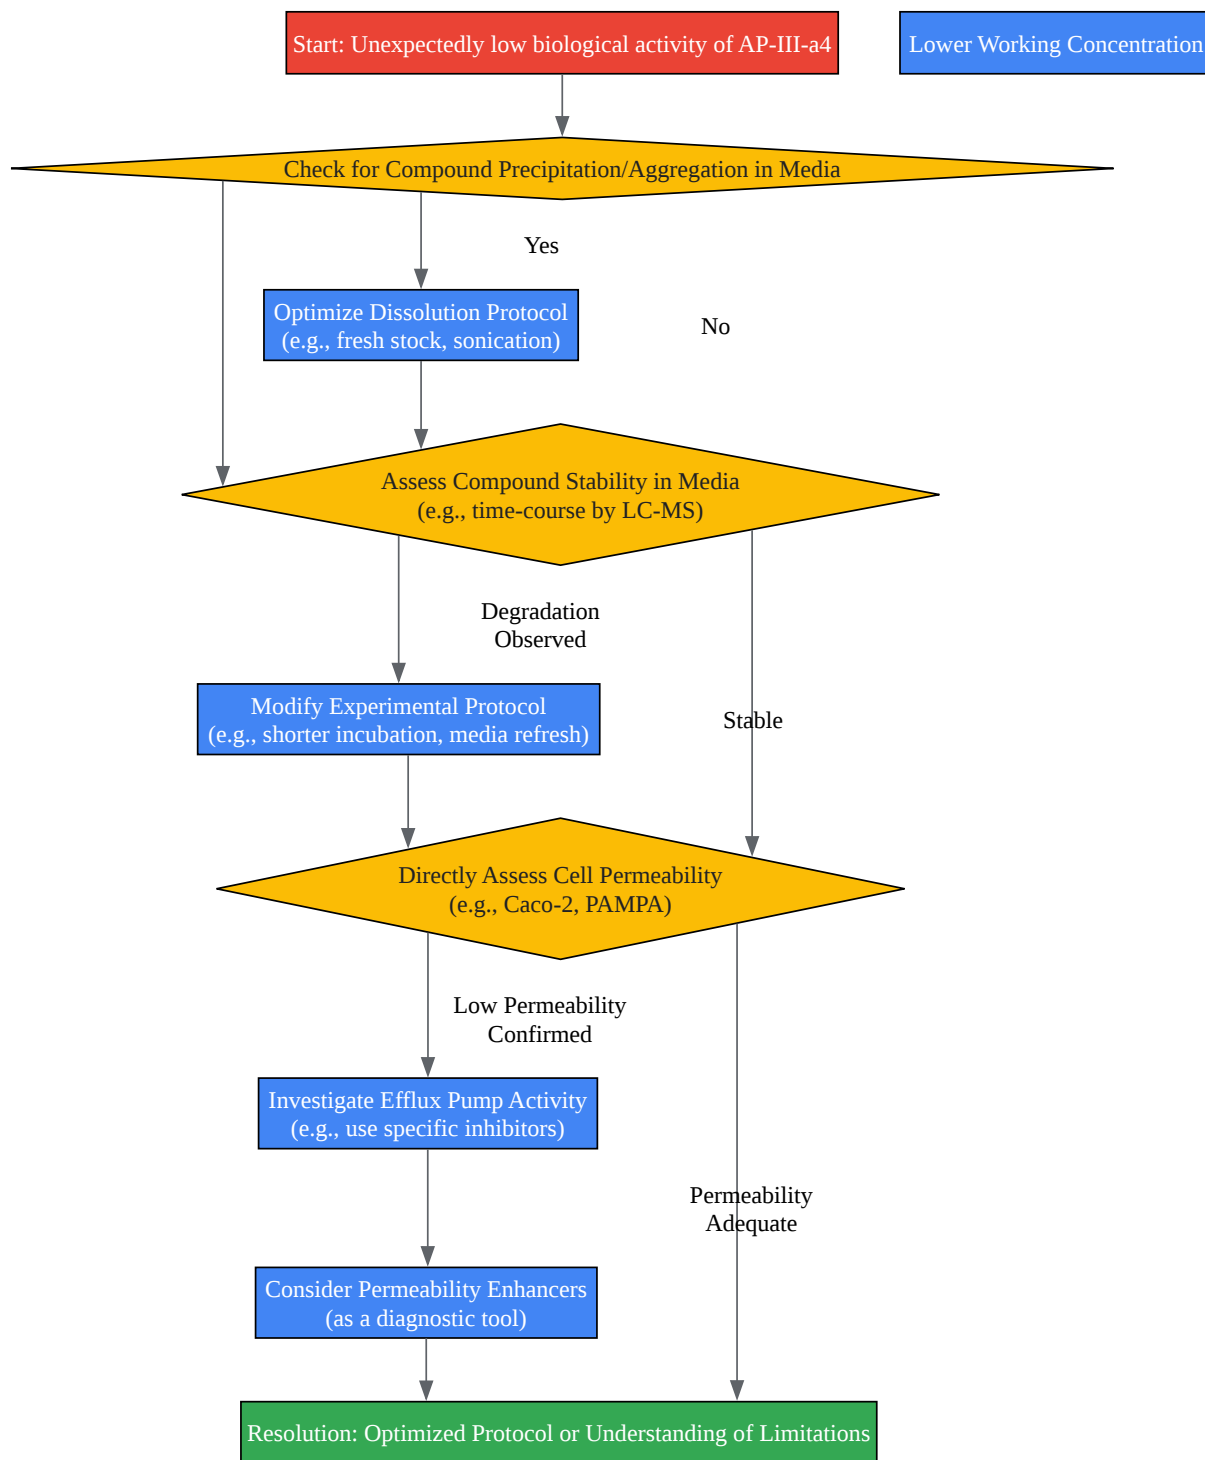 Start: Unexpectedly low biological activity of AP-III-a4
Lower Working Concentration
Check for Compound Precipitation/Aggregation in Media
Yes
Optimize Dissolution Protocol
(e.g., fresh stock, sonication)
No
Assess Compound Stability in Media
(e.g., time-course by LC-MS)
Degradation
Observed
Modify Experimental Protocol
(e.g., shorter incubation, media refresh)
Stable
Directly Assess Cell Permeability
(e.g., Caco-2, PAMPA)
Low Permeability
Confirmed
Investigate Efflux Pump Activity
(e.g., use specific inhibitors)
Permeability
Adequate
Consider Permeability Enhancers
(as a diagnostic tool)
Resolution: Optimized Protocol or Understanding of Limitations